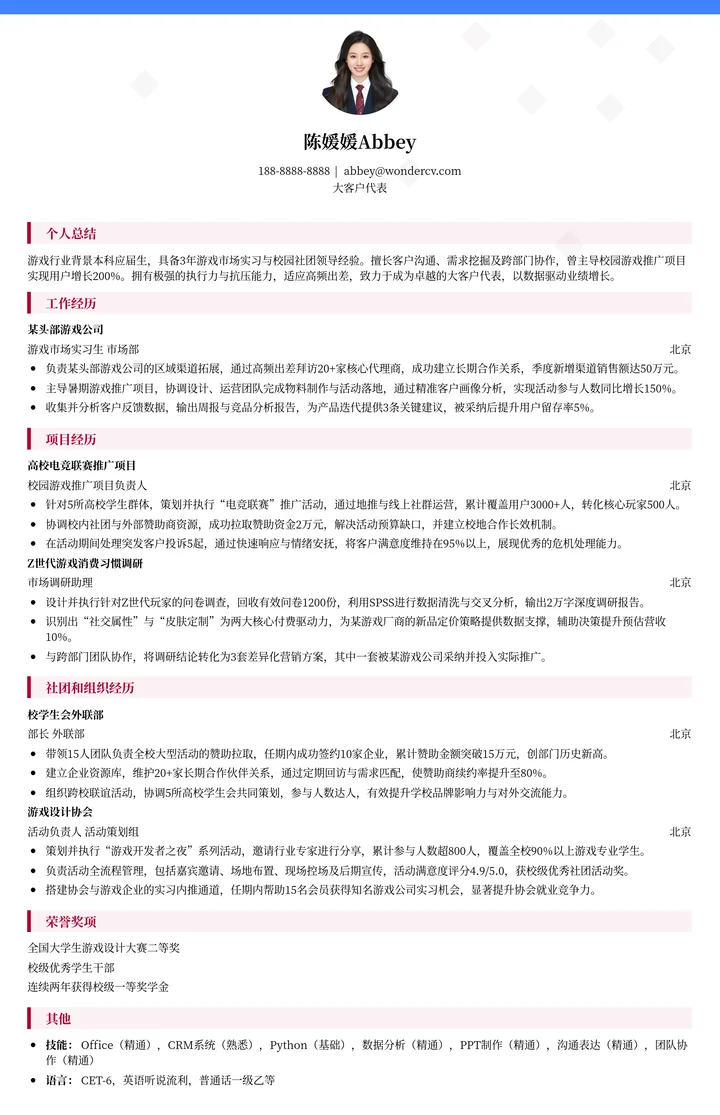 陈媛媛Abbey
188-8888-8888 | abbey@wondercv.com
大客户代表
个人总结
游戏行业背景本科应届生，具备3年游戏市场实习与校园社团领导经验。擅长客户沟通、需求挖掘及跨部门协作，曾主导校园游戏推广项目
实现用户增长200%。拥有极强的执行力与抗压能力，适应高频出差，致力于成为卓越的大客户代表，以数据驱动业绩增长。
工作经历
某头部游戏公司
游戏市场实习生 市场部 北京
• 负责某头部游戏公司的区域渠道拓展，通过高频出差拜访20+家核心代理商，成功建立长期合作关系，季度新增渠道销售额达50万元。
• 主导暑期游戏推广项目，协调设计、运营团队完成物料制作与活动落地，通过精准客户画像分析，实现活动参与人数同比增长150%。
• 收集并分析客户反馈数据，输出周报与竞品分析报告，为产品迭代提供3条关键建议，被采纳后提升用户留存率5%。
项目经历
高校电竞联赛推广项目
校园游戏推广项目负责人 北京
• 针对5所高校学生群体，策划并执行“电竞联赛”推广活动，通过地推与线上社群运营，累计覆盖用户3000+人，转化核心玩家500人。
• 协调校内社团与外部赞助商资源，成功拉取赞助资金2万元，解决活动预算缺口，并建立校地合作长效机制。
• 在活动期间处理突发客户投诉5起，通过快速响应与情绪安抚，将客户满意度维持在95%以上，展现优秀的危机处理能力。
Z世代游戏消费习惯调研
市场调研助理 北京
• 设计并执行针对Z世代玩家的问卷调查，回收有效问卷1200份，利用SPSS进行数据清洗与交叉分析，输出2万字深度调研报告。
• 识别出“社交属性”与“皮肤定制”为两大核心付费驱动力，为某游戏厂商的新品定价策略提供数据支撑，辅助决策提升预估营收
10%。
• 与跨部门团队协作，将调研结论转化为3套差异化营销方案，其中一套被某游戏公司采纳并投入实际推广。
社团和组织经历
校学生会外联部
部长 外联部 北京
• 带领15人团队负责全校大型活动的赞助拉取，任期内成功签约10家企业，累计赞助金额突破15万元，创部门历史新高。
• 建立企业资源库，维护20+家长期合作伙伴关系，通过定期回访与需求匹配，使赞助商续约率提升至80%。
• 组织跨校联谊活动，协调5所高校学生会共同策划，参与人数达人，有效提升学校品牌影响力与对外交流能力。
游戏设计协会
活动负责人 活动策划组 北京
• 策划并执行“游戏开发者之夜”系列活动，邀请行业专家进行分享，累计参与人数超800人，覆盖全校90%以上游戏专业学生。
• 负责活动全流程管理，包括嘉宾邀请、场地布置、现场控场及后期宣传，活动满意度评分4.9/5.0，获校级优秀社团活动奖。
• 搭建协会与游戏企业的实习内推通道，任期内帮助15名会员获得知名游戏公司实习机会，显著提升协会就业竞争力。
荣誉奖项
全国大学生游戏设计大赛二等奖
校级优秀学生干部
连续两年获得校级一等奖学金
其他
• 技能： Office（精通）, CRM系统（熟悉）, Python（基础）, 数据分析（精通）, PPT制作（精通）, 沟通表达（精通）, 团队协
作（精通）
• 语言： CET-6，英语听说流利，普通话一级乙等